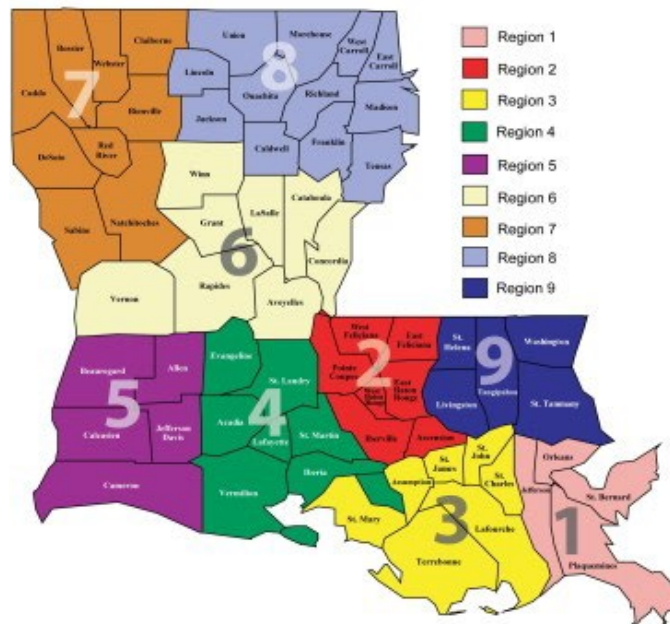 Region 1
Region 2
Region 3
Region 4
Region 5
Region 6
Region 7
Region 8
Region 9
7
Caddo
Bossier
Webster
Claiborne
Bienville
DeSoto
Red
River
Sabine
Natchitoches
8
Union
Morehouse
West
Carroll
East
Carroll
Lincoln
Ouachita
Richland
Madison
Jackson
Caldwell
Franklin
Tensas
6
Winn
Grant
LaSalle
Catahoula
Concordia
Vernon
Rapides
Avoyelles
5
Beauregard
Allen
Calcasieu
Jefferson
Davis
Cameron
4
Evangeline
St. Landry
Acadia
Lafayette
St. Martin
Iberia
Vermilion
2
West
Feliciana
East
Feliciana
Pointe
Coupee
West Baton
Rouge
East
Baton
Rouge
Iberville
Ascension
9
St.
Helena
Tangipahoa
Washington
Livingston
St. Tammany
3
Assumption
St.
James
St.
John
St.
Charles
St. Mary
Lafourche
Terrebonne
1
Orleans
Jefferson
St. Bernard
Plaquemines